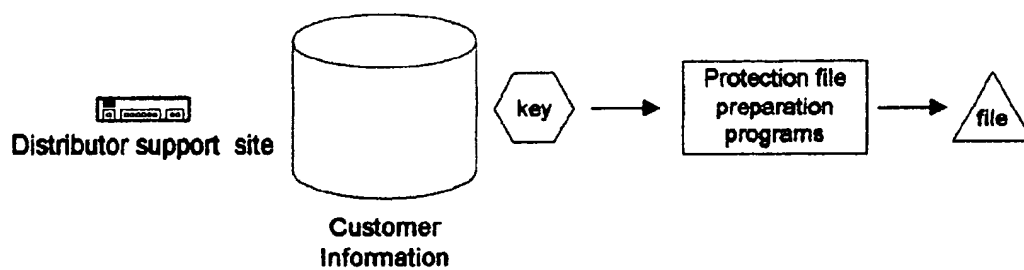 Distributor support site
Customer
Information
key
Protection file
preparation
programs
file